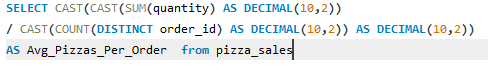 SELECT CAST(CAST(SUM(quantity) AS DECIMAL(10,2))
/ CAST(COUNT(DISTINCT order_id) AS DECIMAL(10,2)) AS DECIMAL(10,2))
AS Avg_Pizzas_Per_Order  from pizza_sales